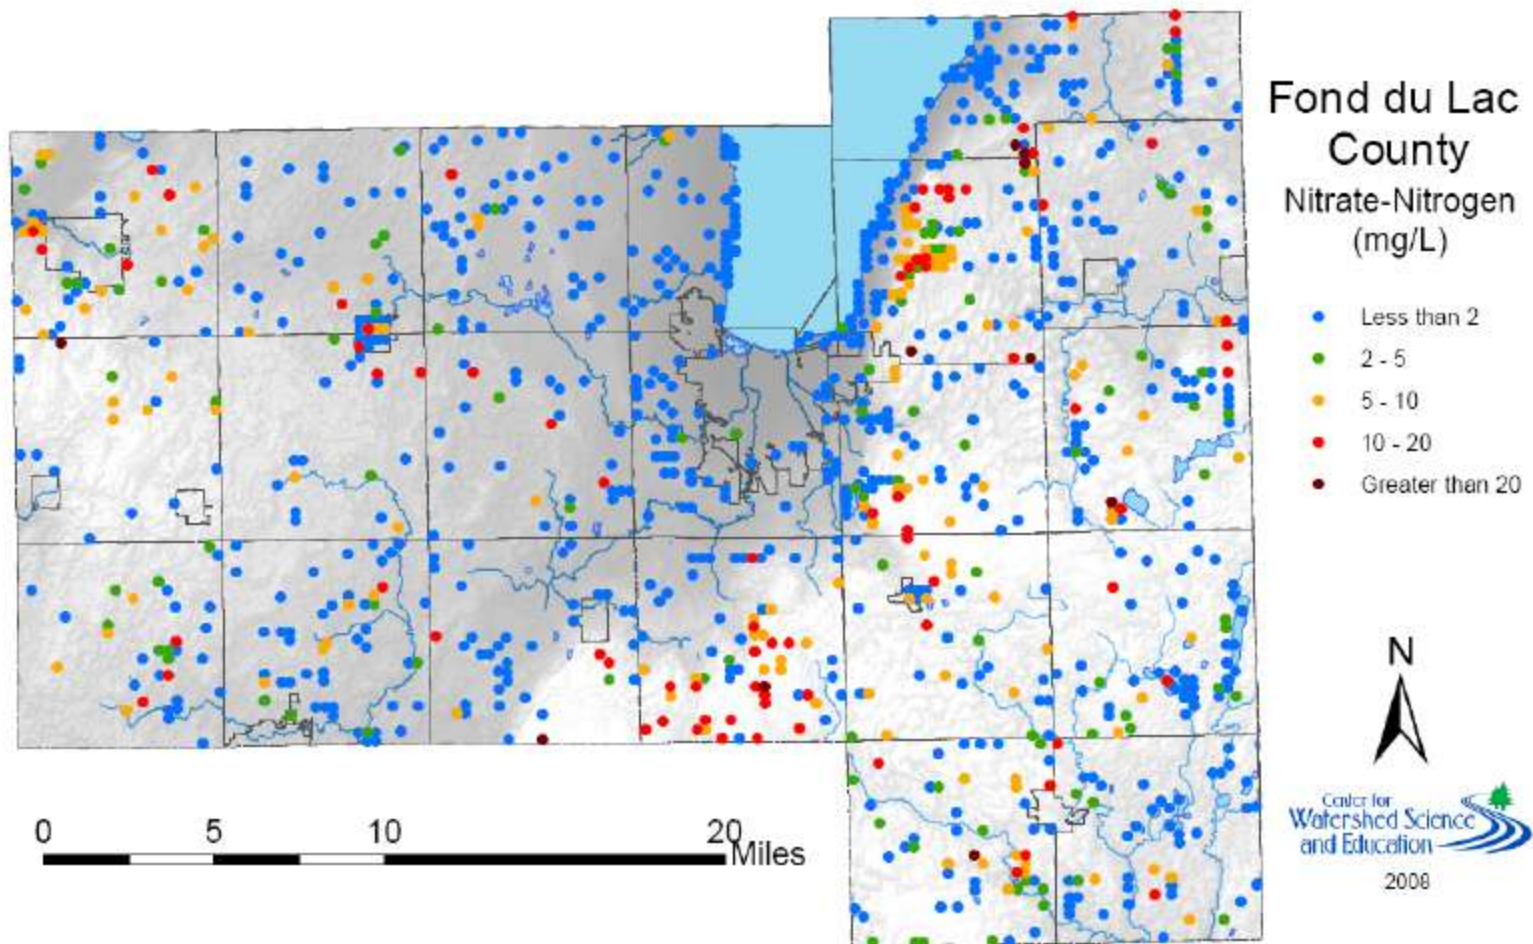 Fond du Lac
County
Nitrate-Nitrogen
(mg/L)
Less than 2
2 - 5
5 - 10
10 - 20
Greater than 20
N
Center for
Watershed Science
and Education
2008
0 5 10 20
Miles